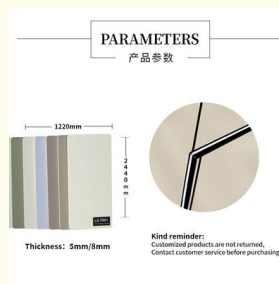 PARAMETERS
产品参数
1220mm
2440mm
Thickness: 5mm/8mm
Kind reminder:
Customized products are not returned,
Contact customer service before purchasing